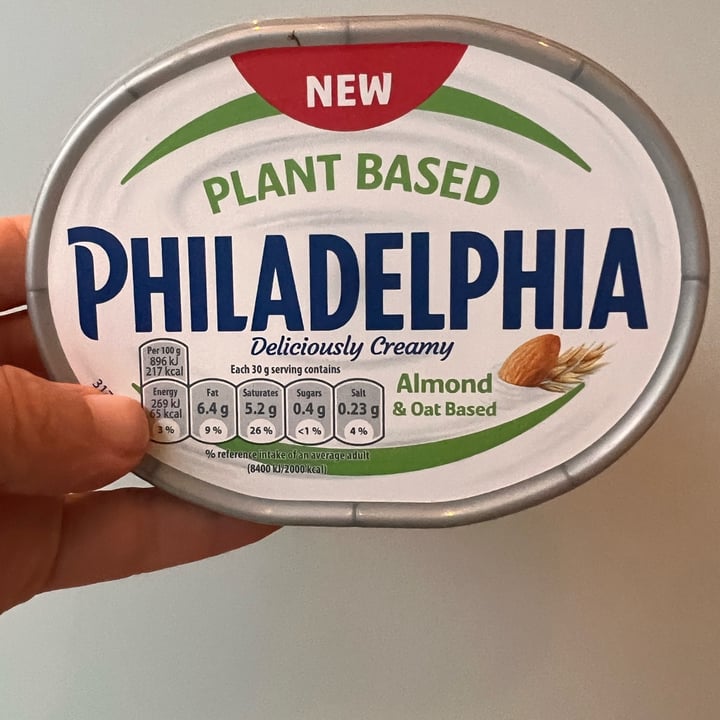 NEW
PLANT BASED
PHILADELPHIA
Deliciously Creamy
Per 100 g
896 kJ
217 kcal
Each 30 g serving contains
Energy
269 kJ
65 kcal
3 %
Fat
6.4 g
9 %
Saturates
5.2 g
26 %
Sugars
0.4 g
<1 %
Salt
0.23 g
4 %
Almond
& Oat Based
% reference intake of an average adult
(8400 kJ/2000 kcal)